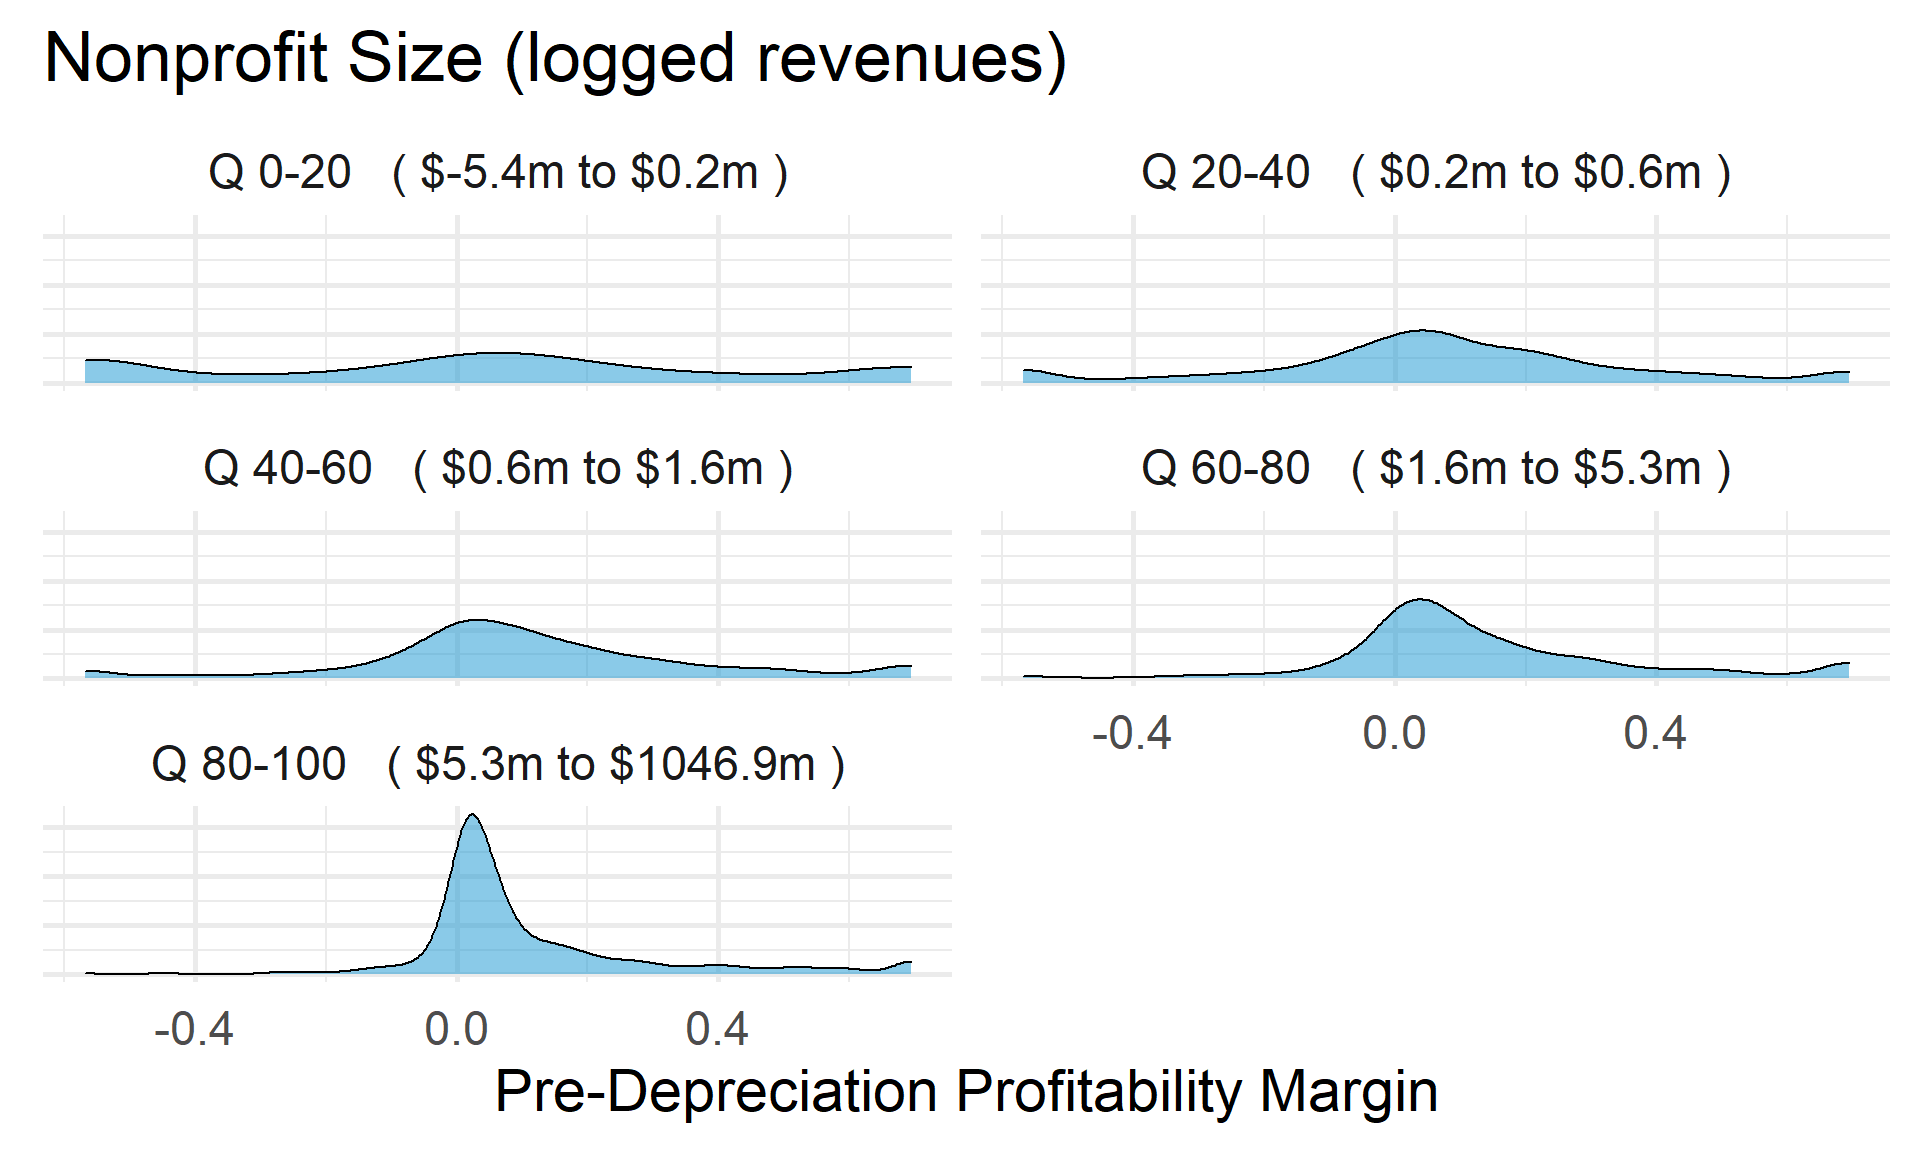 Nonprofit Size (logged revenues)
Q 0-20 ( $-5.4m to $0.2m )
Q 20-40 ( $0.2m to $0.6m )
Q 40-60 ( $0.6m to $1.6m )
Q 60-80 ( $1.6m to $5.3m )
-0.4 0.0 0.4
Q 80-100 ( $5.3m to $1046.9m )
-0.4 0.0 0.4
Pre-Depreciation Profitability Margin